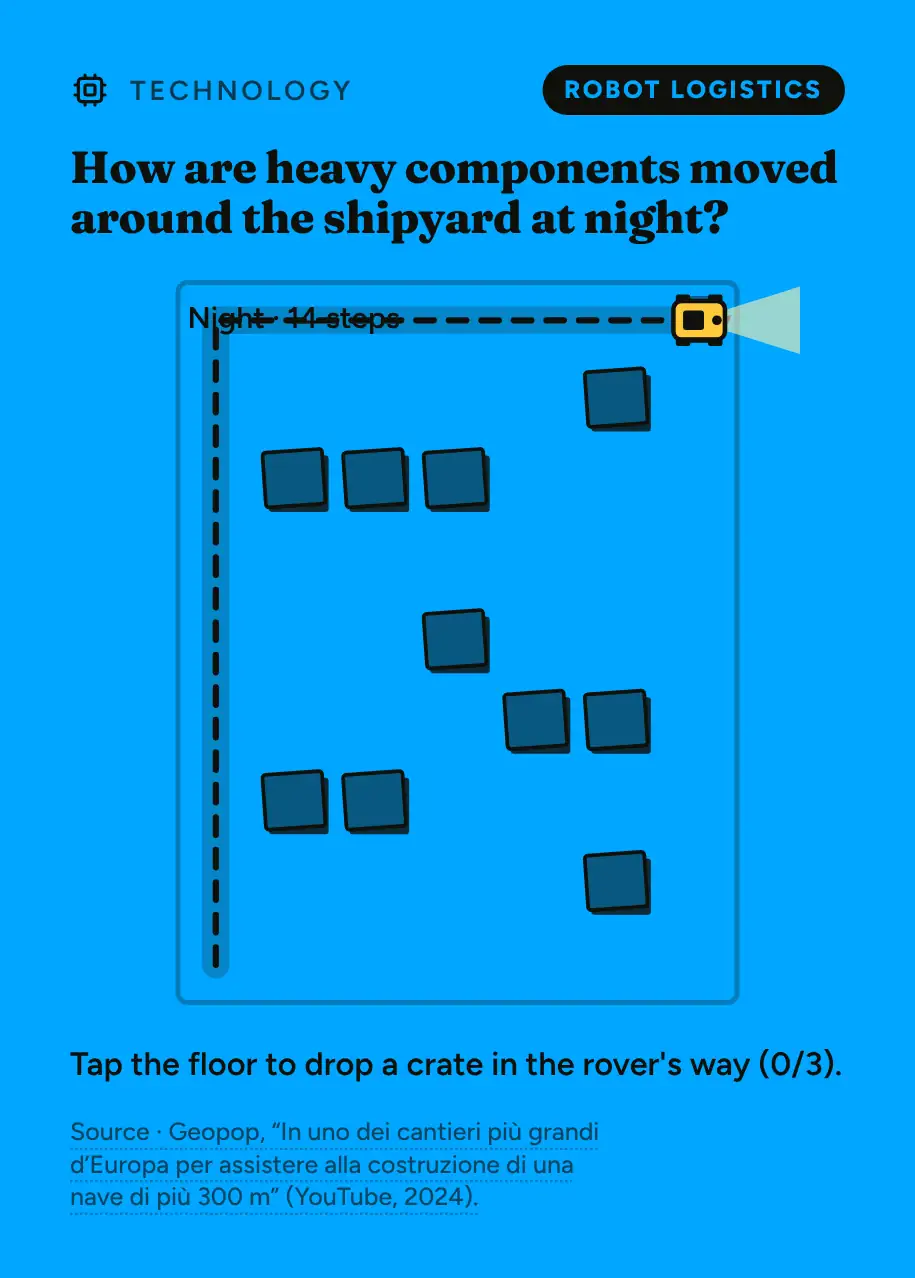 TECHNOLOGY
ROBOT LOGISTICS
How are heavy components moved
around the shipyard at night?
Night · 14 steps
Tap the floor to drop a crate in the rover's way (0/3).
Source · Geopop, “In uno dei cantieri più grandi
d’Europa per assistere alla costruzione di una
nave di più 300 m” (YouTube, 2024).